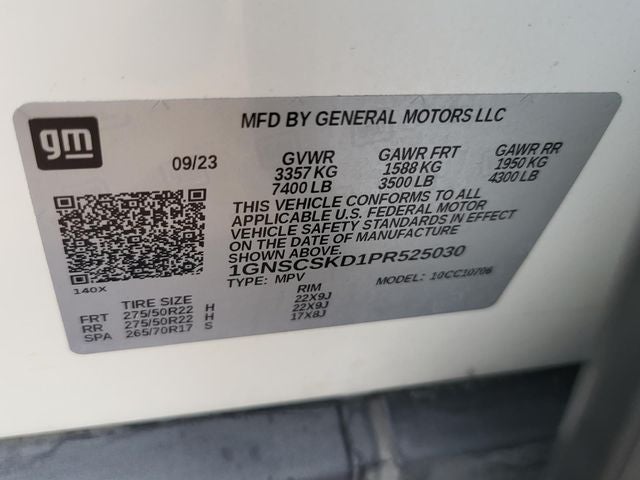 gm
MFD BY GENERAL MOTORS LLC
09/23 GVWR GAWR FRT GAWR RR
3357 KG 1588 KG 1950 KG
7400 LB 3500 LB 4300 LB
THIS VEHICLE CONFORMS TO ALL
APPLICABLE U.S. FEDERAL MOTOR
VEHICLE SAFETY STANDARDS IN EFFECT
ON THE DATE OF MANUFACTURE
SHOWN ABOVE.
1GNSCSKD1PR525030
TYPE: MPV MODEL: 10CC10706
140X
TIRE SIZE RIM
FRT 275/50R22 H 22X9J
RR 275/50R22 H 22X9J
SPA 265/70R17 S 17X8J